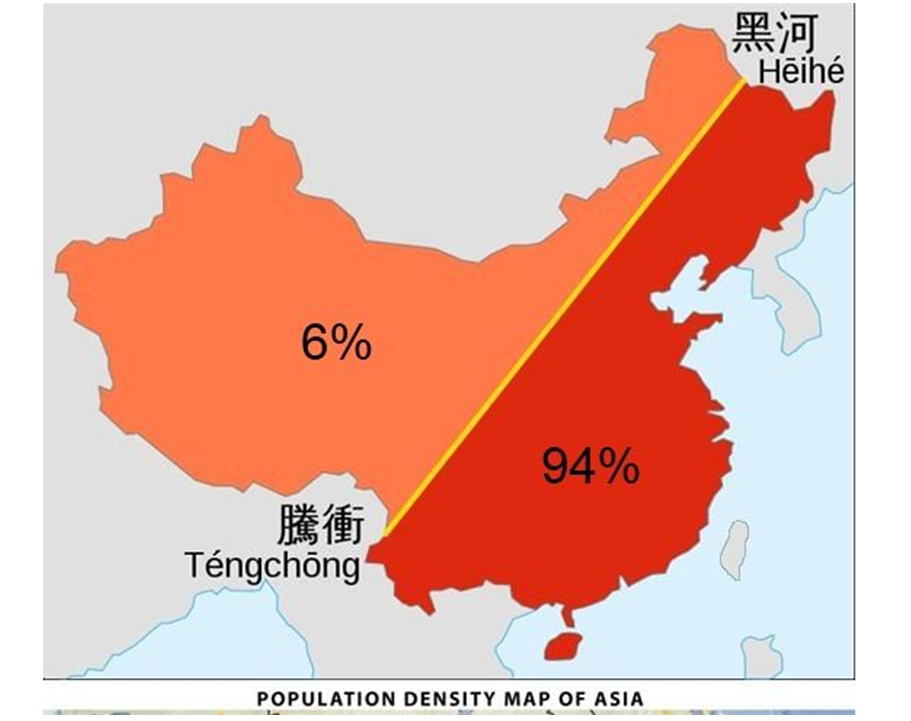 黑河
Hēihé
6%
94%
騰衝
Téngchōng
POPULATION DENSITY MAP OF ASIA